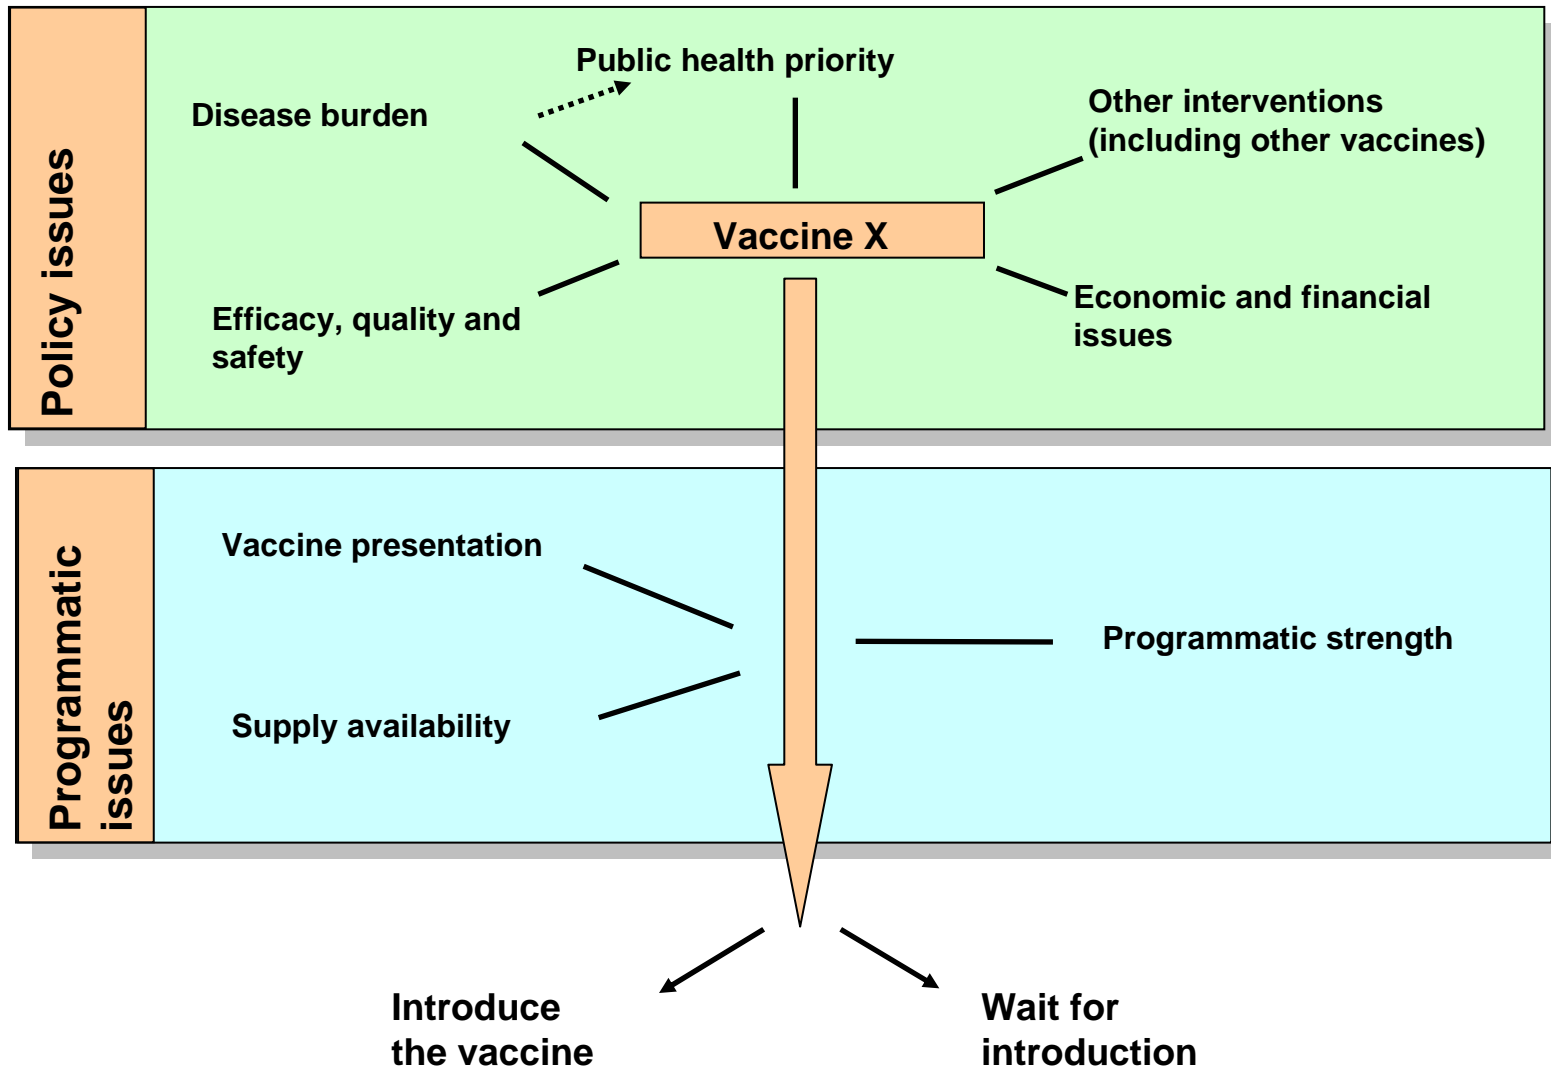 Policy issues
Public health priority
Disease burden
Other interventions
(including other vaccines)
Vaccine X
Efficacy, quality and
safety
Economic and financial
issues
Programmatic
issues
Vaccine presentation
Programmatic strength
Supply availability
Introduce
the vaccine
Wait for
introduction